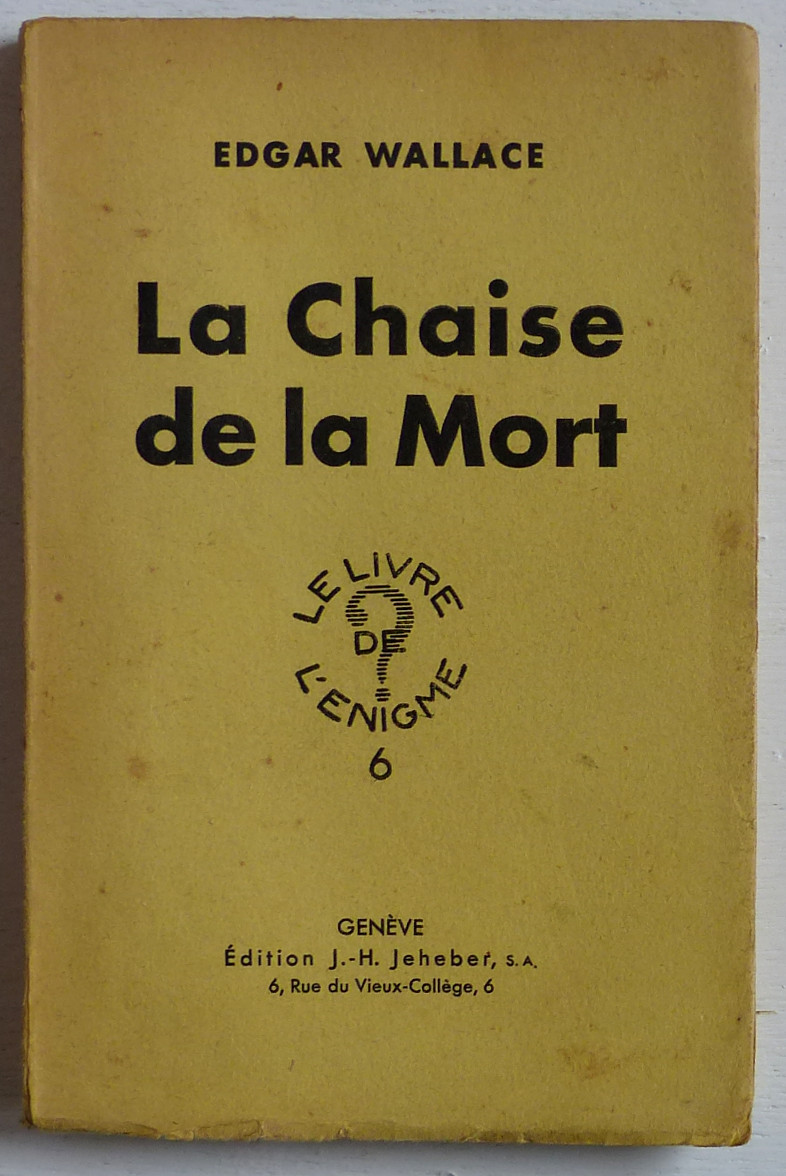 EDGAR WALLACE
La Chaise
de la Mort
LE LIVRE
DE
L'ENIGME
6
GENÈVE
Édition J.-H. Jeheber, S.A.
6, Rue du Vieux-Collège, 6